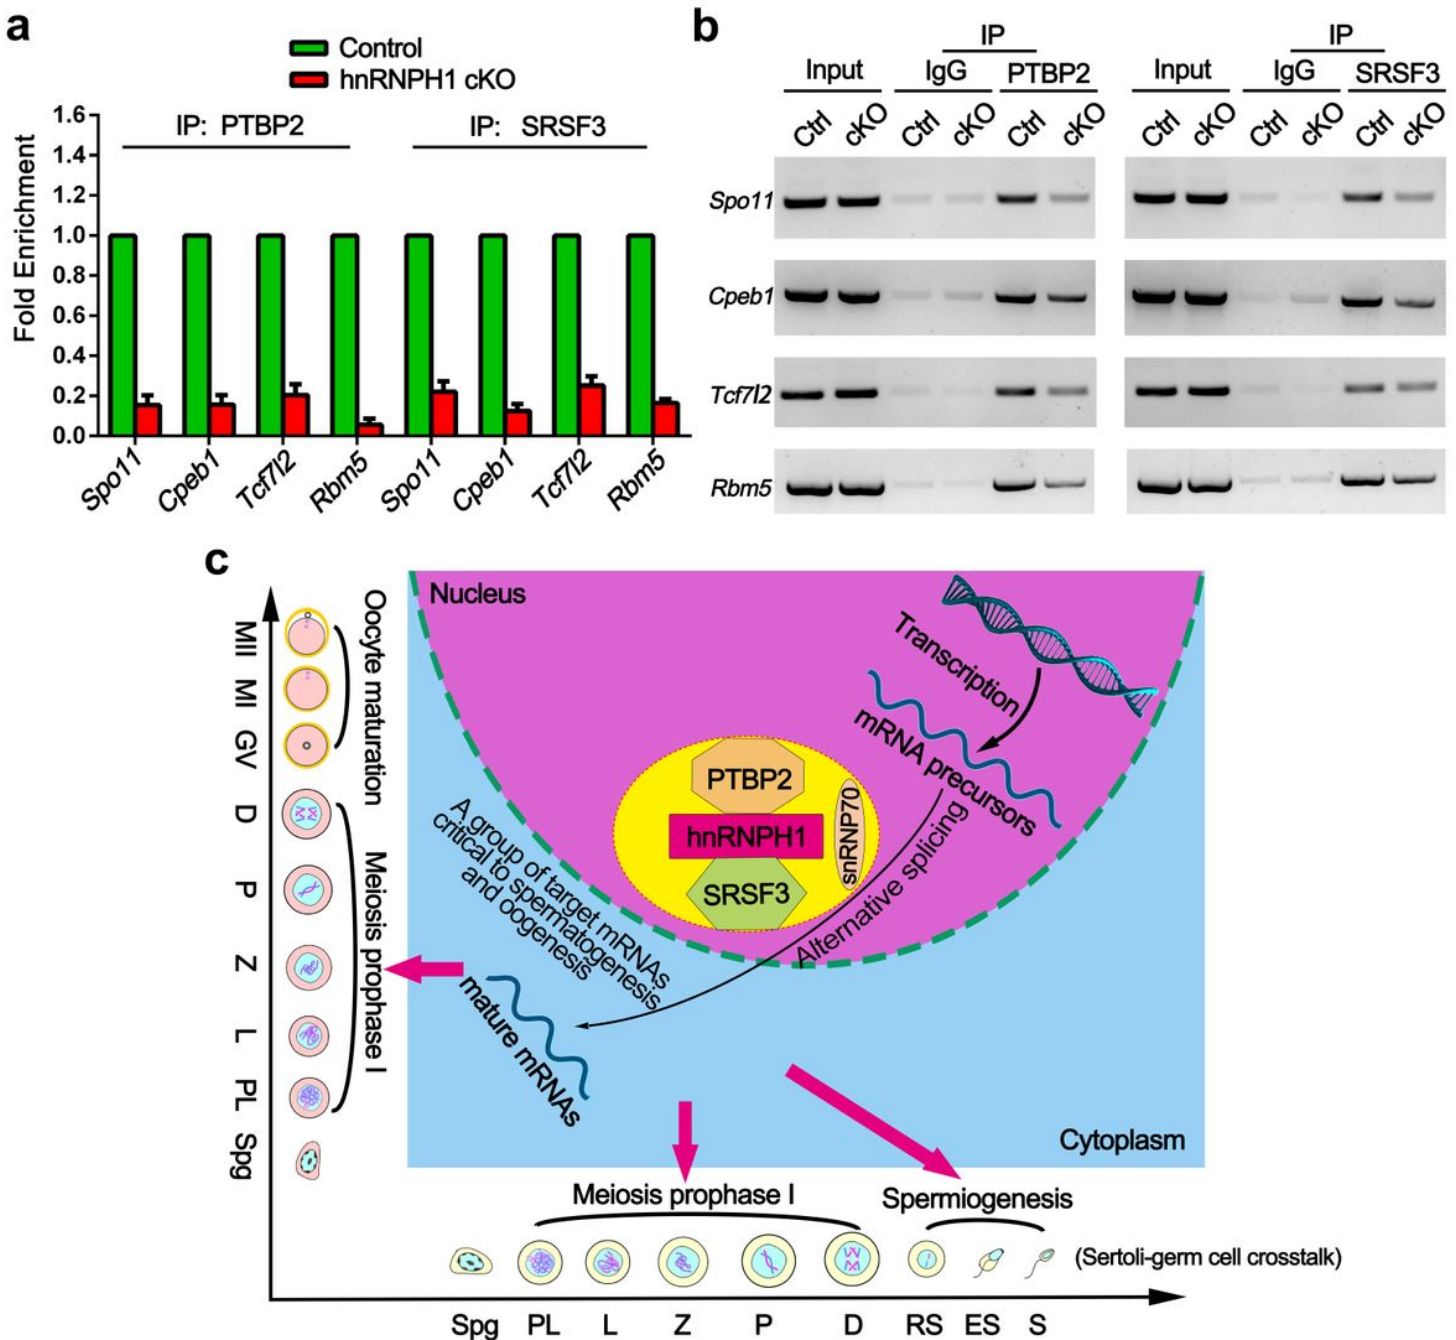 a
Control
hnRNPH1 cKO
Fold Enrichment
1.6
1.4
1.2
1.0
0.8
0.6
0.4
0.2
0.0
IP: PTBP2
IP: SRSF3
Spo11
Cpeb1
Tcf7l2
Rbm5
Spo11
Cpeb1
Tcf7l2
Rbm5
b
IP
Input
IgG
PTBP2
Ctrl
cKO
Ctrl
cKO
Ctrl
cKO
IP
Input
IgG
SRSF3
Ctrl
cKO
Ctrl
cKO
Ctrl
cKO
Spo11
Cpeb1
Tcf7l2
Rbm5
c
MII
MI
GV
D
P
Z
L
PL
Spg
Oocyte maturation
Meiosis prophase I
Nucleus
Transcription
mRNA precursors
PTBP2
hnRNPH1
SRSF3
snRNP70
Alternative splicing
A group of target mRNAs
critical to spermatogenesis
and oogenesis
mature mRNAs
Cytoplasm
Meiosis prophase I
Spermiogenesis
(Sertoli-germ cell crosstalk)
Spg
PL
L
Z
P
D
RS
ES
S